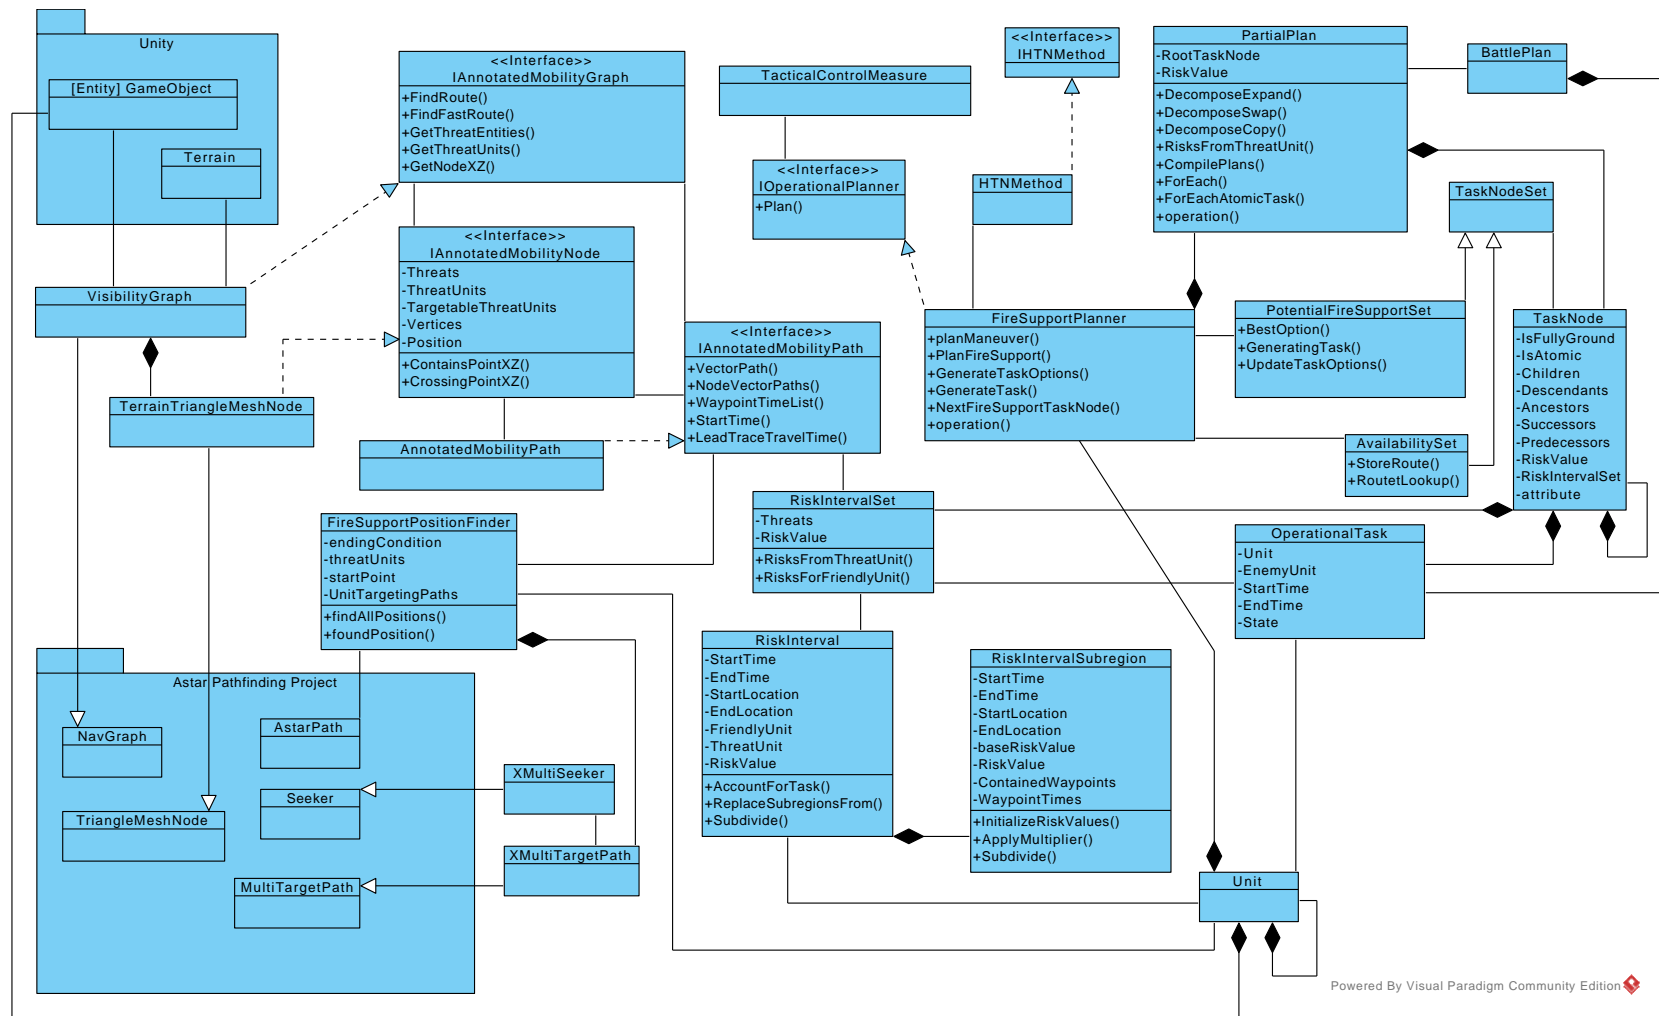 Unity
[Entity] GameObject
Terrain
VisibilityGraph
TerrainTriangleMeshNode
<<Interface>>
IAnnotatedMobilityGraph
+FindRoute()
+FindFastRoute()
+GetThreatEntities()
+GetThreatUnits()
+GetNodeXZ()
<<Interface>>
IAnnotatedMobilityNode
-Threats
-ThreatUnits
-TargetableThreatUnits
-Vertices
-Position
+ContainsPointXZ()
+CrossingPointXZ()
AnnotatedMobilityPath
<<Interface>>
IAnnotatedMobilityPath
+VectorPath()
+NodeVectorPaths()
+WaypointTimeList()
+StartTime()
+LeadTraceTravelTime()
TacticalControlMeasure
<<Interface>>
IOperationalPlanner
+Plan()
<<Interface>>
IHTNMethod
HTNMethod
PartialPlan
-RootTaskNode
-RiskValue
+DecomposeExpand()
+DecomposeSwap()
+DecomposeCopy()
+RisksFromThreatUnit()
+CompilePlans()
+ForEach()
+ForEachAtomicTask()
+operation()
BattlePlan
TaskNodeSet
FireSupportPlanner
+planManeuver()
+PlanFireSupport()
+GenerateTaskOptions()
+GenerateTask()
+NextFireSupportTaskNode()
+operation()
PotentialFireSupportSet
+BestOption()
+GeneratingTask()
+UpdateTaskOptions()
AvailabilitySet
+StoreRoute()
+RoutetLookup()
TaskNode
-IsFullyGround
-IsAtomic
-Children
-Descendants
-Ancestors
-Successors
-Predecessors
-RiskValue
-RiskIntervalSet
-attribute
FireSupportPositionFinder
-endingCondition
-threatUnits
-startPoint
-UnitTargetingPaths
+findAllPositions()
+foundPosition()
RiskIntervalSet
-Threats
-RiskValue
+RisksFromThreatUnit()
+RisksForFriendlyUnit()
OperationalTask
-Unit
-EnemyUnit
-StartTime
-EndTime
-State
RiskInterval
-StartTime
-EndTime
-StartLocation
-EndLocation
-FriendlyUnit
-ThreatUnit
-RiskValue
+AccountForTask()
+ReplaceSubregionsFrom()
+Subdivide()
RiskIntervalSubregion
-StartTime
-EndTime
-StartLocation
-EndLocation
-baseRiskValue
-RiskValue
-ContainedWaypoints
-WaypointTimes
+InitializeRiskValues()
+ApplyMultiplier()
+Subdivide()
Astar Pathfinding Project
NavGraph
AstarPath
Seeker
TriangleMeshNode
MultiTargetPath
XMultiSeeker
XMultiTargetPath
Unit
Powered By Visual Paradigm Community Edition